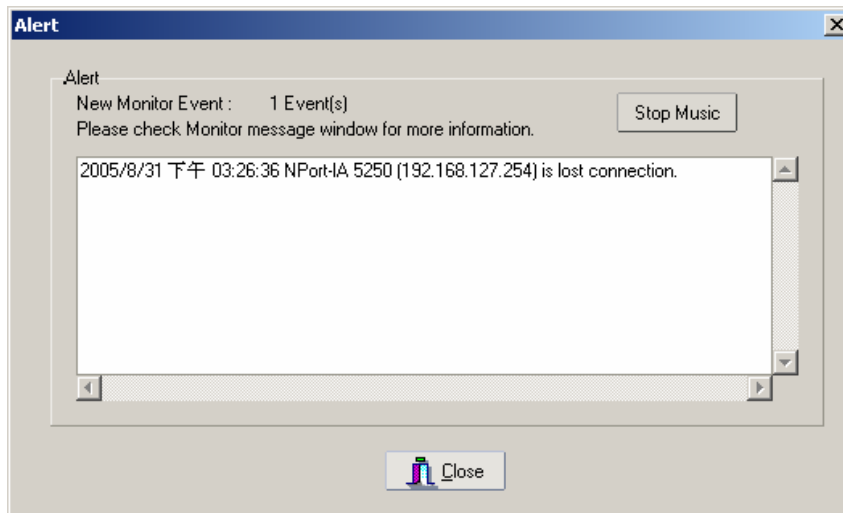 Alert
Alert
New Monitor Event : 1 Event(s)
Stop Music
Please check Monitor message window for more information.
2005/8/31 下午 03:26:36 NPort-IA 5250 (192.168.127.254) is lost connection.
Close